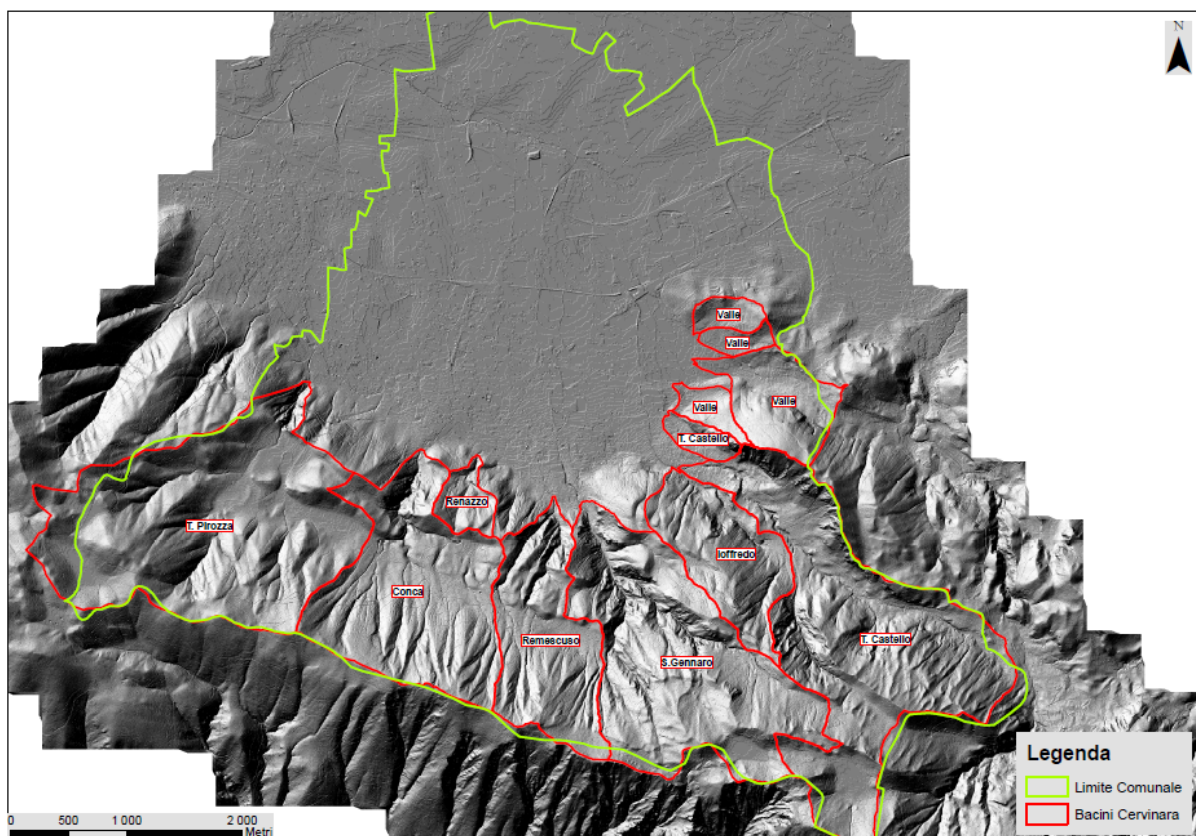 N
Valle
Valle
Valle
Valle
T. Castello
Renazzo
T. Pirozza
Ioffredo
Conca
Remescuso
T. Castello
S.Gennaro
Legenda
Limite Comunale
Bacini Cervinara
0 500 1 000 2 000
Metri